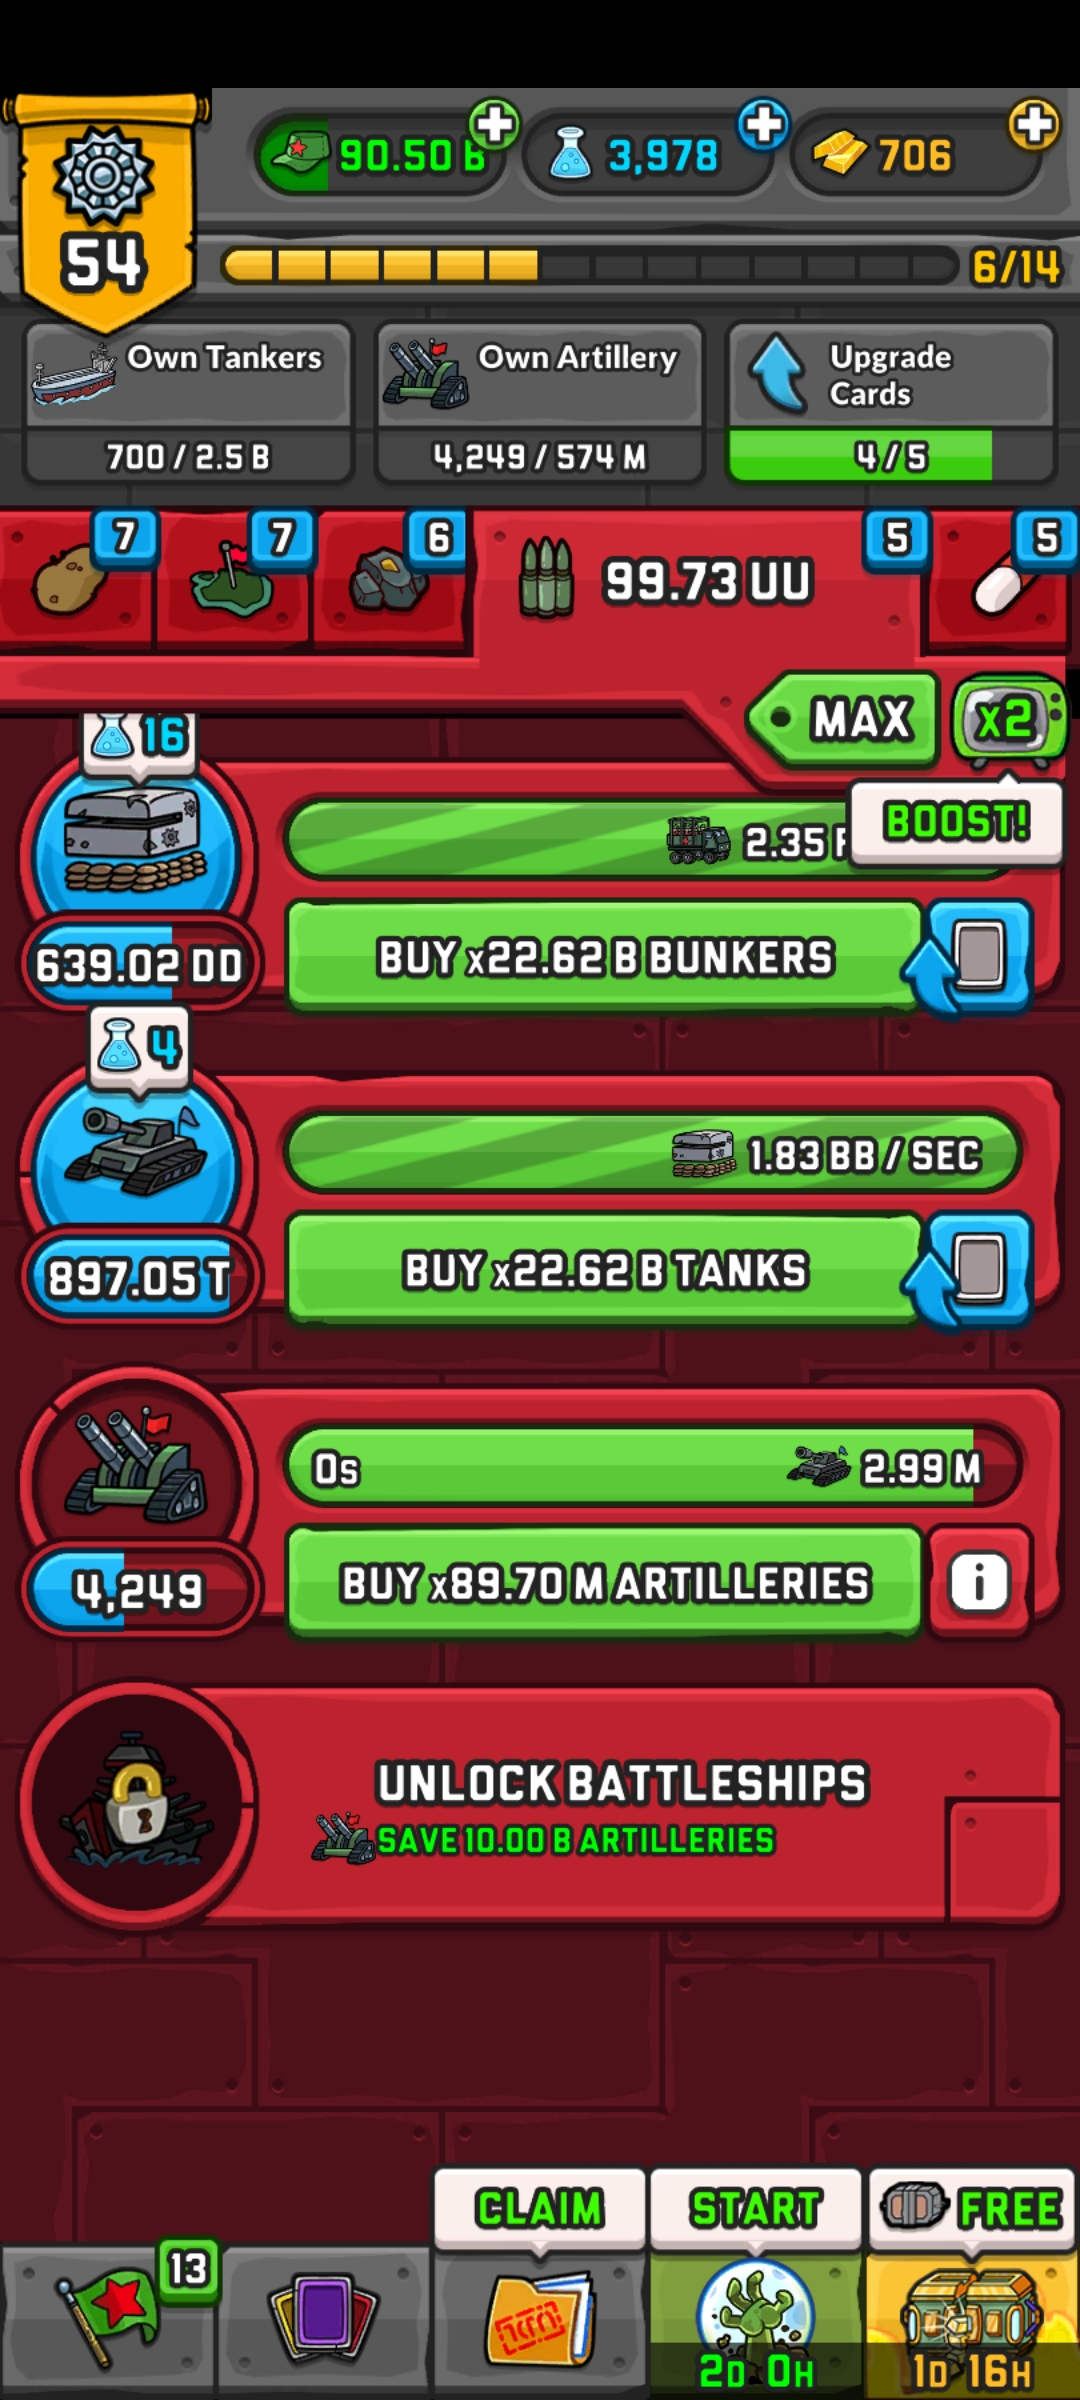 90.50 B
3,978
706
54
6/14
Own Tankers
Own Artillery
Upgrade
Cards
700 / 2.5 B
4,249 / 574 M
4 / 5
7
7
6
99.73 UU
5
5
MAX
x2
BOOST!
16
2.35
639.02 DD
BUY x22.62 B BUNKERS
4
1.83 BB / SEC
897.05 T
BUY x22.62 B TANKS
0s
2.99 M
4,249
BUY x89.70 M ARTILLERIES
i
UNLOCK BATTLESHIPS
SAVE 10.00 B ARTILLERIES
CLAIM
START
FREE
13
2D 0H
1D 16H